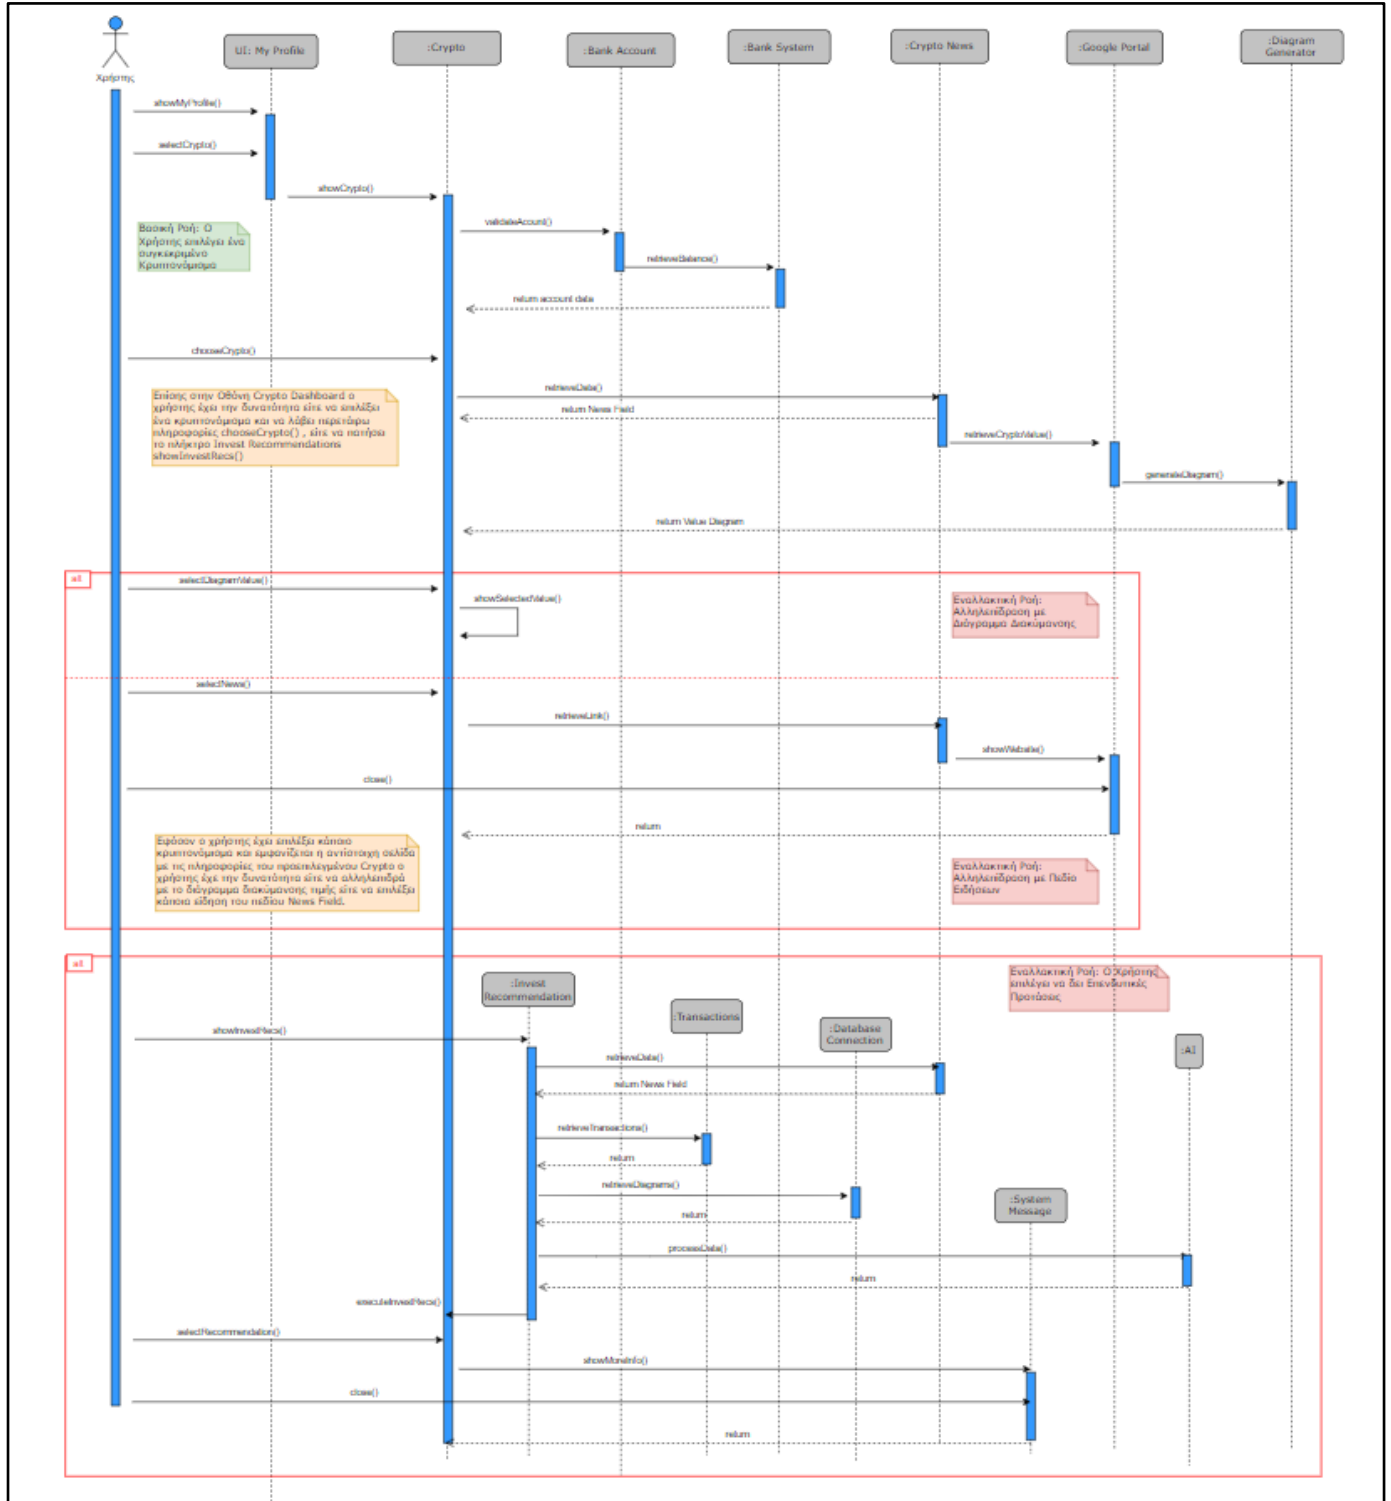 Χρήστης
UI: My Profile
:Crypto
:Bank Account
:Bank System
:Crypto News
:Google Portal
:Diagram
Generator
showMyProfile()
selectCrypto()
showCrypto()
Βασική Ροή: Ο
Χρήστης επιλέγει ένα
συγκεκριμένο
Κρυπτονόμισμα
validateAcount()
retrieveBalance()
return account data
chooseCrypto()
Επίσης στην Οθόνη Crypto Dashboard ο
χρήστης έχει την δυνατότητα είτε να επιλέξει
ένα κρυπτονόμισμα και να λάβει περεταίρω
πληροφορίες chooseCrypto() , είτε να πατήσει
το πλήκτρο Invest Recommendations
showInvestRecs()
retrieveData()
return News Field
retrieveCryptoValue()
generateDiagram()
return Value Diagram
alt
selectDiagramValue()
showSelectedValue()
Εναλλακτική Ροή:
Αλληλεπίδραση με
Διάγραμμα Διακύμανσης
selectNews()
retrieveLink()
showWebsite()
close()
return
Εφόσον ο χρήστης έχει επιλέξει κάποιο
κρυπτονόμισμα και εμφανίζεται η αντίστοιχη σελίδα
με τις πληροφορίες του προεπιλεγμένου Crypto ο
χρήστης έχε την δυνατότητα είτε να αλληλεπιδρά
με το διάγραμμα διακύμανσης τιμής είτε να επιλέξει
κάποια είδηση του πεδίου News Field.
Εναλλακτική Ροή:
Αλληλεπίδραση με Πεδίο
Ειδήσεων
alt
:Invest
Recommendation
:Transactions
:Database
Connection
Εναλλακτική Ροή: Ο Χρήστης
επιλέγει να δει Επενδυτικές
Προτάσεις
:AI
showInvestRecs()
retrieveData()
return News Field
retrieveTransactions()
return
retrieveDiagrams()
return
:System
Message
processData()
return
executeInvestRecs()
selectRecommendation()
showMoreInfo()
close()
return